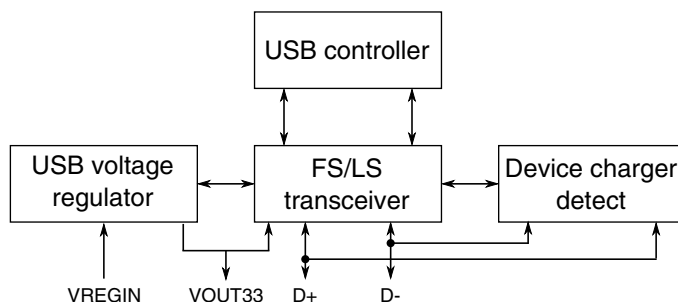 USB controller
USB voltage
regulator
FS/LS
transceiver
Device charger
detect
VREGIN
VOUT33
D+
D-